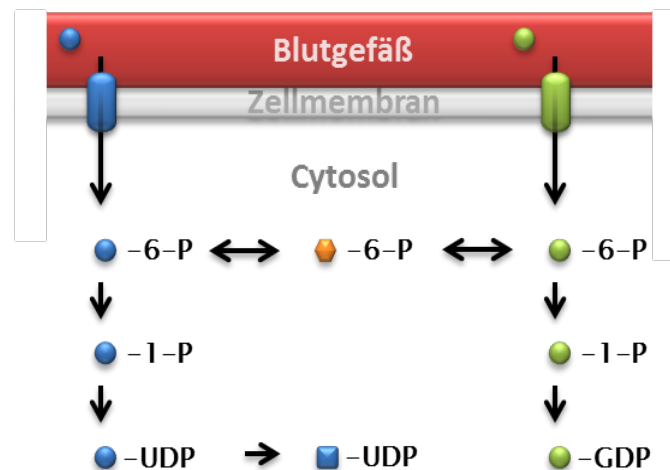 Blutgefäß
Zellmembran
Cytosol
-6-P -6-P -6-P
-1-P -1-P
-UDP -UDP -GDP